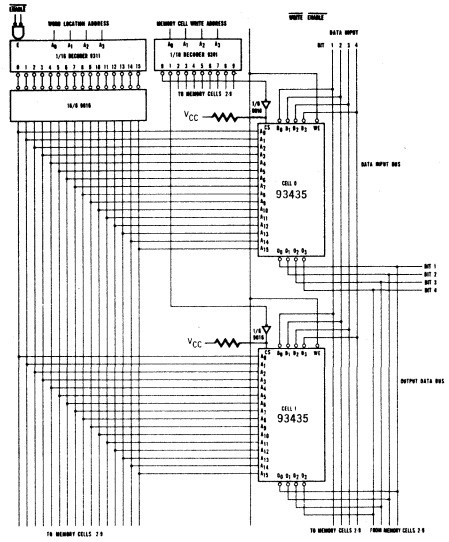 ENABLE
WORD LOCATION ADDRESS
E A0 A1 A2 A3
1/16 DECODER 9311
0 1 2 3 4 5 6 7 8 9 10 11 12 13 14 15
16/6 9016
MEMORY CELL WRITE ADDRESS
A0 A1 A2 A3
1/10 DECODER 9301
0 1 2 3 4 5 6 7 8 9
TO MEMORY CELLS 2-9
WRITE ENABLE
DATA INPUT
BIT 1 2 3 4
1/6
9016
VCC
CS D0 D1 D2 D3 WE
A0
A1
A2
A3
A4
A5
A6
A7
A8
A9
A10
A11
A12
A13
A14
A15
CELL 0
93435
O0 O1 O2 O3
DATA INPUT BUS
BIT 1
BIT 2
BIT 3
BIT 4
1/6
9016
VCC
CS D0 D1 D2 D3 WE
A0
A1
A2
A3
A4
A5
A6
A7
A8
A9
A10
A11
A12
A13
A14
A15
CELL 1
93435
O0 O1 O2 O3
OUTPUT DATA BUS
TO MEMORY CELLS 2-9
TO MEMORY CELLS 2-9
FROM MEMORY CELLS 2-9